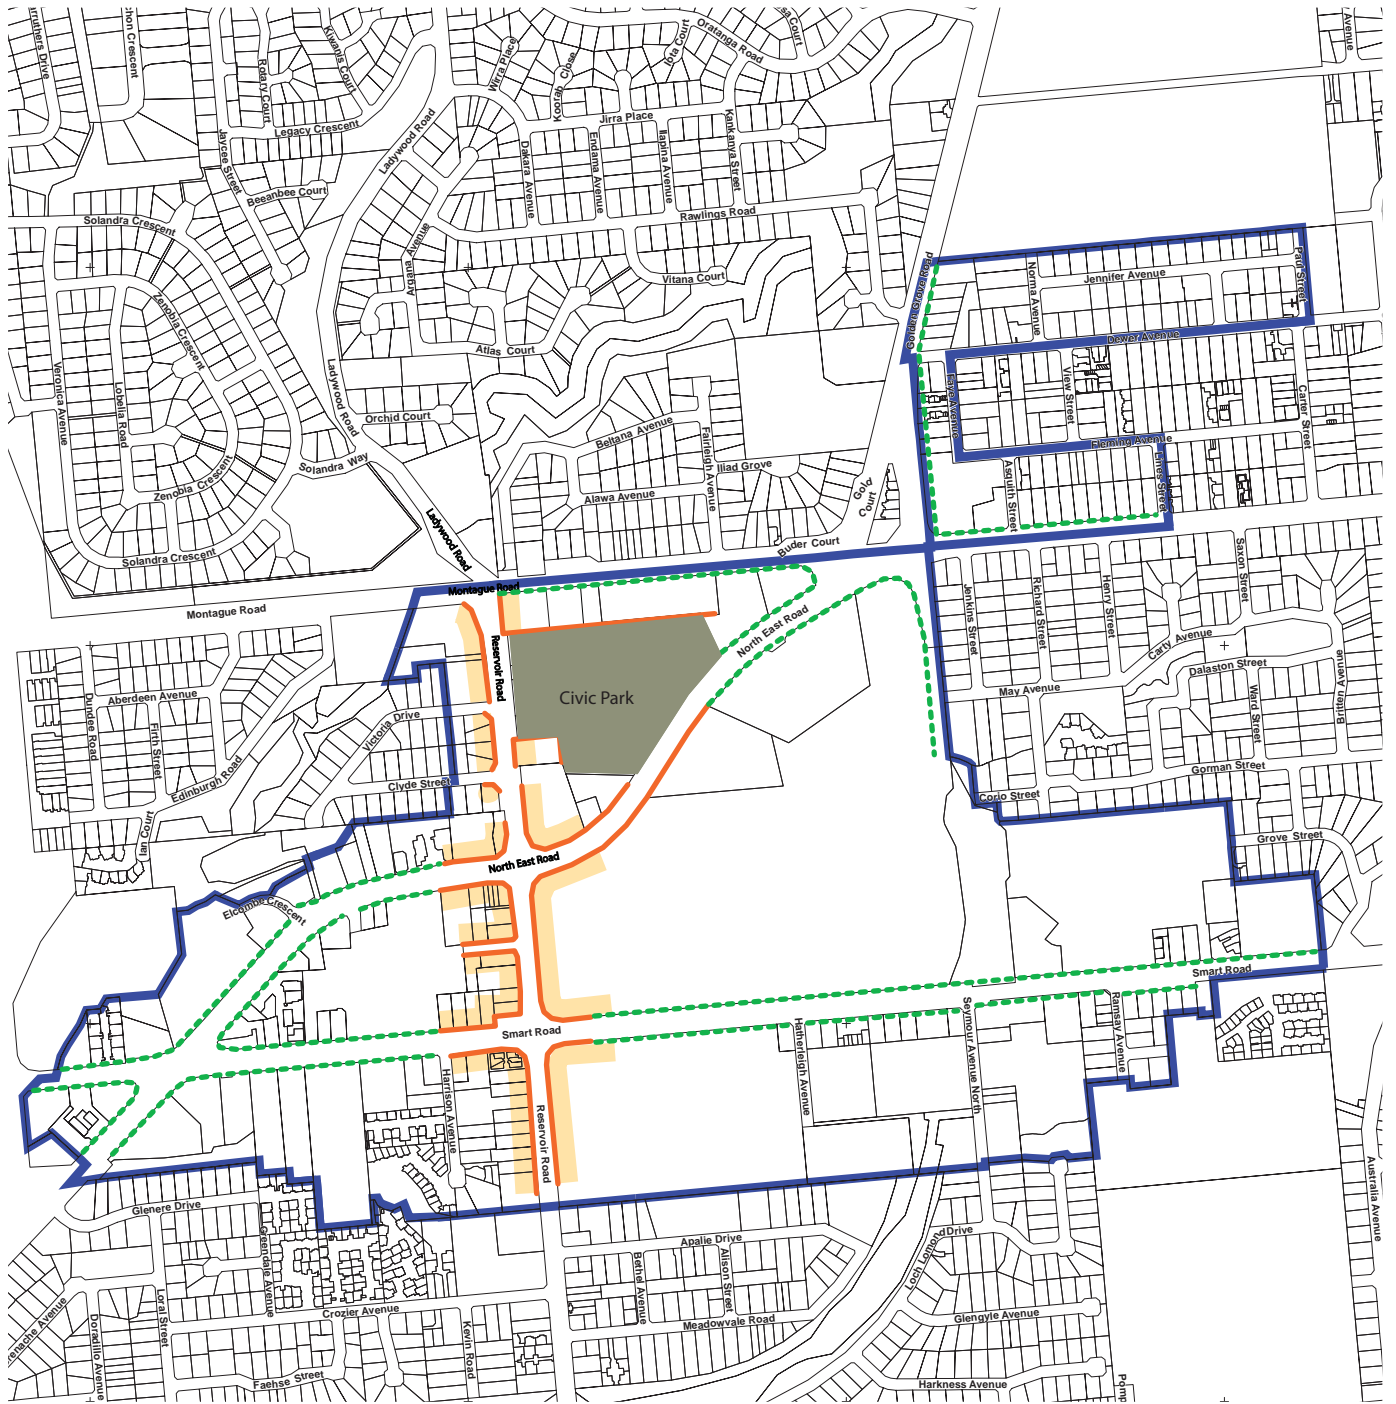 Crescent
Rotary Court
Kiwanis Court
Wirra Place
Kooraq Close
Iota Court
Oratanga Road
Court
Avenue
Legacy Crescent
Jaycee Street
Beeanbee Court
Ladywood Road
Jirra Place
Dakara Avenue
Endama Avenue
Ilapina Avenue
Kankanya Street
Rawlings Road
Solandra Crescent
Argana Avenue
Vitana Court
Zenobia Crescent
Atlas Court
Veronica Avenue
Lobelia Road
Ladywood Road
Orchid Court
Beltana Avenue
Fairleigh Avenue
Iliad Grove
Alawa Avenue
Solandra Way
Zenobia Crescent
Solandra Crescent
Ladywood Road
Gold Court
Buder Court
Golden Grove Road
Norma Avenue
Jennifer Avenue
Paul Street
Dewer Avenue
Faye Avenue
View Street
Carter Street
Fleming Avenue
Asquith Street
Elmes Street
Montague Road
Montague Road
Reservoir Road
Civic Park
North East Road
Jenkins Street
Richard Street
Henry Street
Saxon Street
Carty Avenue
Dalaston Street
May Avenue
Ward Street
Britten Avenue
Gorman Street
Corio Street
Grove Street
Dundee Road
Aberdeen Avenue
Firth Street
Edinburgh Road
Victoria Drive
Clyde Street
Ian Court
North East Road
Elcombe Crescent
Smart Road
Smart Road
Harrison Avenue
Reservoir Road
Hatherleigh Avenue
Seymour Avenue North
Ramsay Avenue
Australia Avenue
Glenere Drive
Greendale Avenue
Loral Street
Doradillo Avenue
Crozier Avenue
Kevin Road
Faehse Street
Apalie Drive
Bethel Avenue
Alison Street
Meadowvale Road
Loch Lomond Drive
Glengyle Avenue
Harkness Avenue